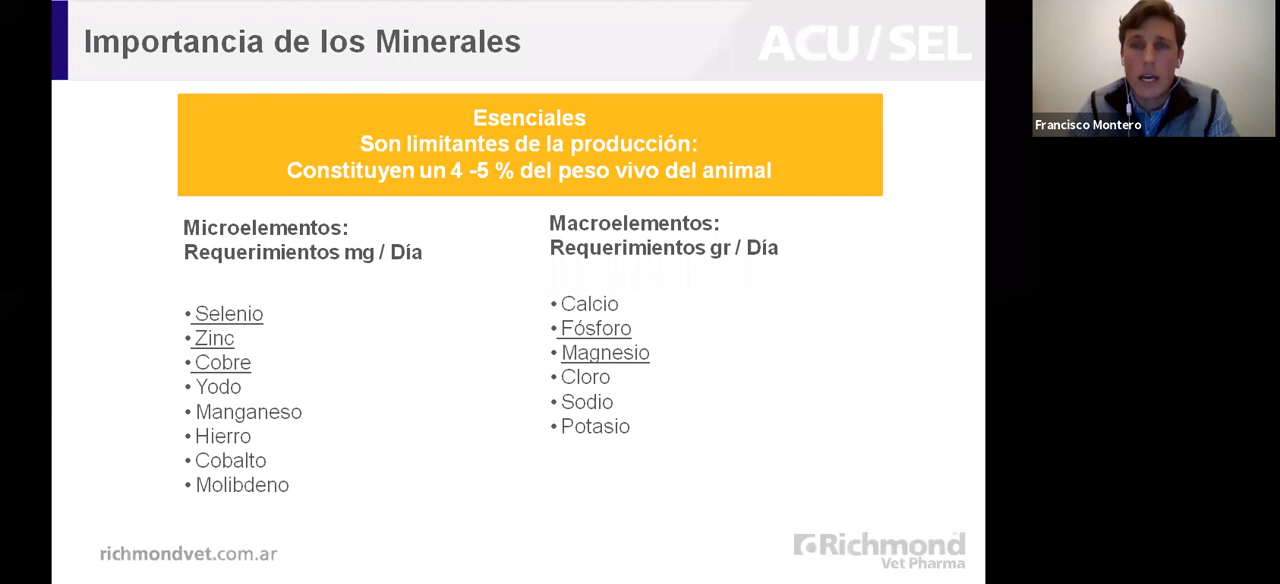 Importancia de los Minerales
ACU/SEL
Esenciales
Son limitantes de la producción:
Constituyen un 4 -5 % del peso vivo del animal
Microelementos:
Requerimientos mg / Día
• Selenio
• Zinc
• Cobre
• Yodo
• Manganeso
• Hierro
• Cobalto
• Molibdeno
Macroelementos:
Requerimientos gr / Día
• Calcio
• Fósforo
• Magnesio
• Cloro
• Sodio
• Potasio
richmondvet.com.ar
Richmond
Vet Pharma
Francisco Montero